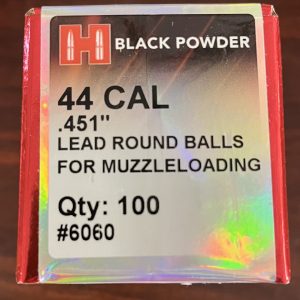 H BLACK POWDER
44 CAL
.451"
LEAD ROUND BALLS
FOR MUZZLELOADING
Qty: 100
#6060